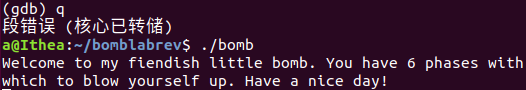 (gdb) q
段错误 (核心已转储)
a@Ithea:~/bomblabrev$ ./bomb
Welcome to my fiendish little bomb. You have 6 phases with
which to blow yourself up. Have a nice day!